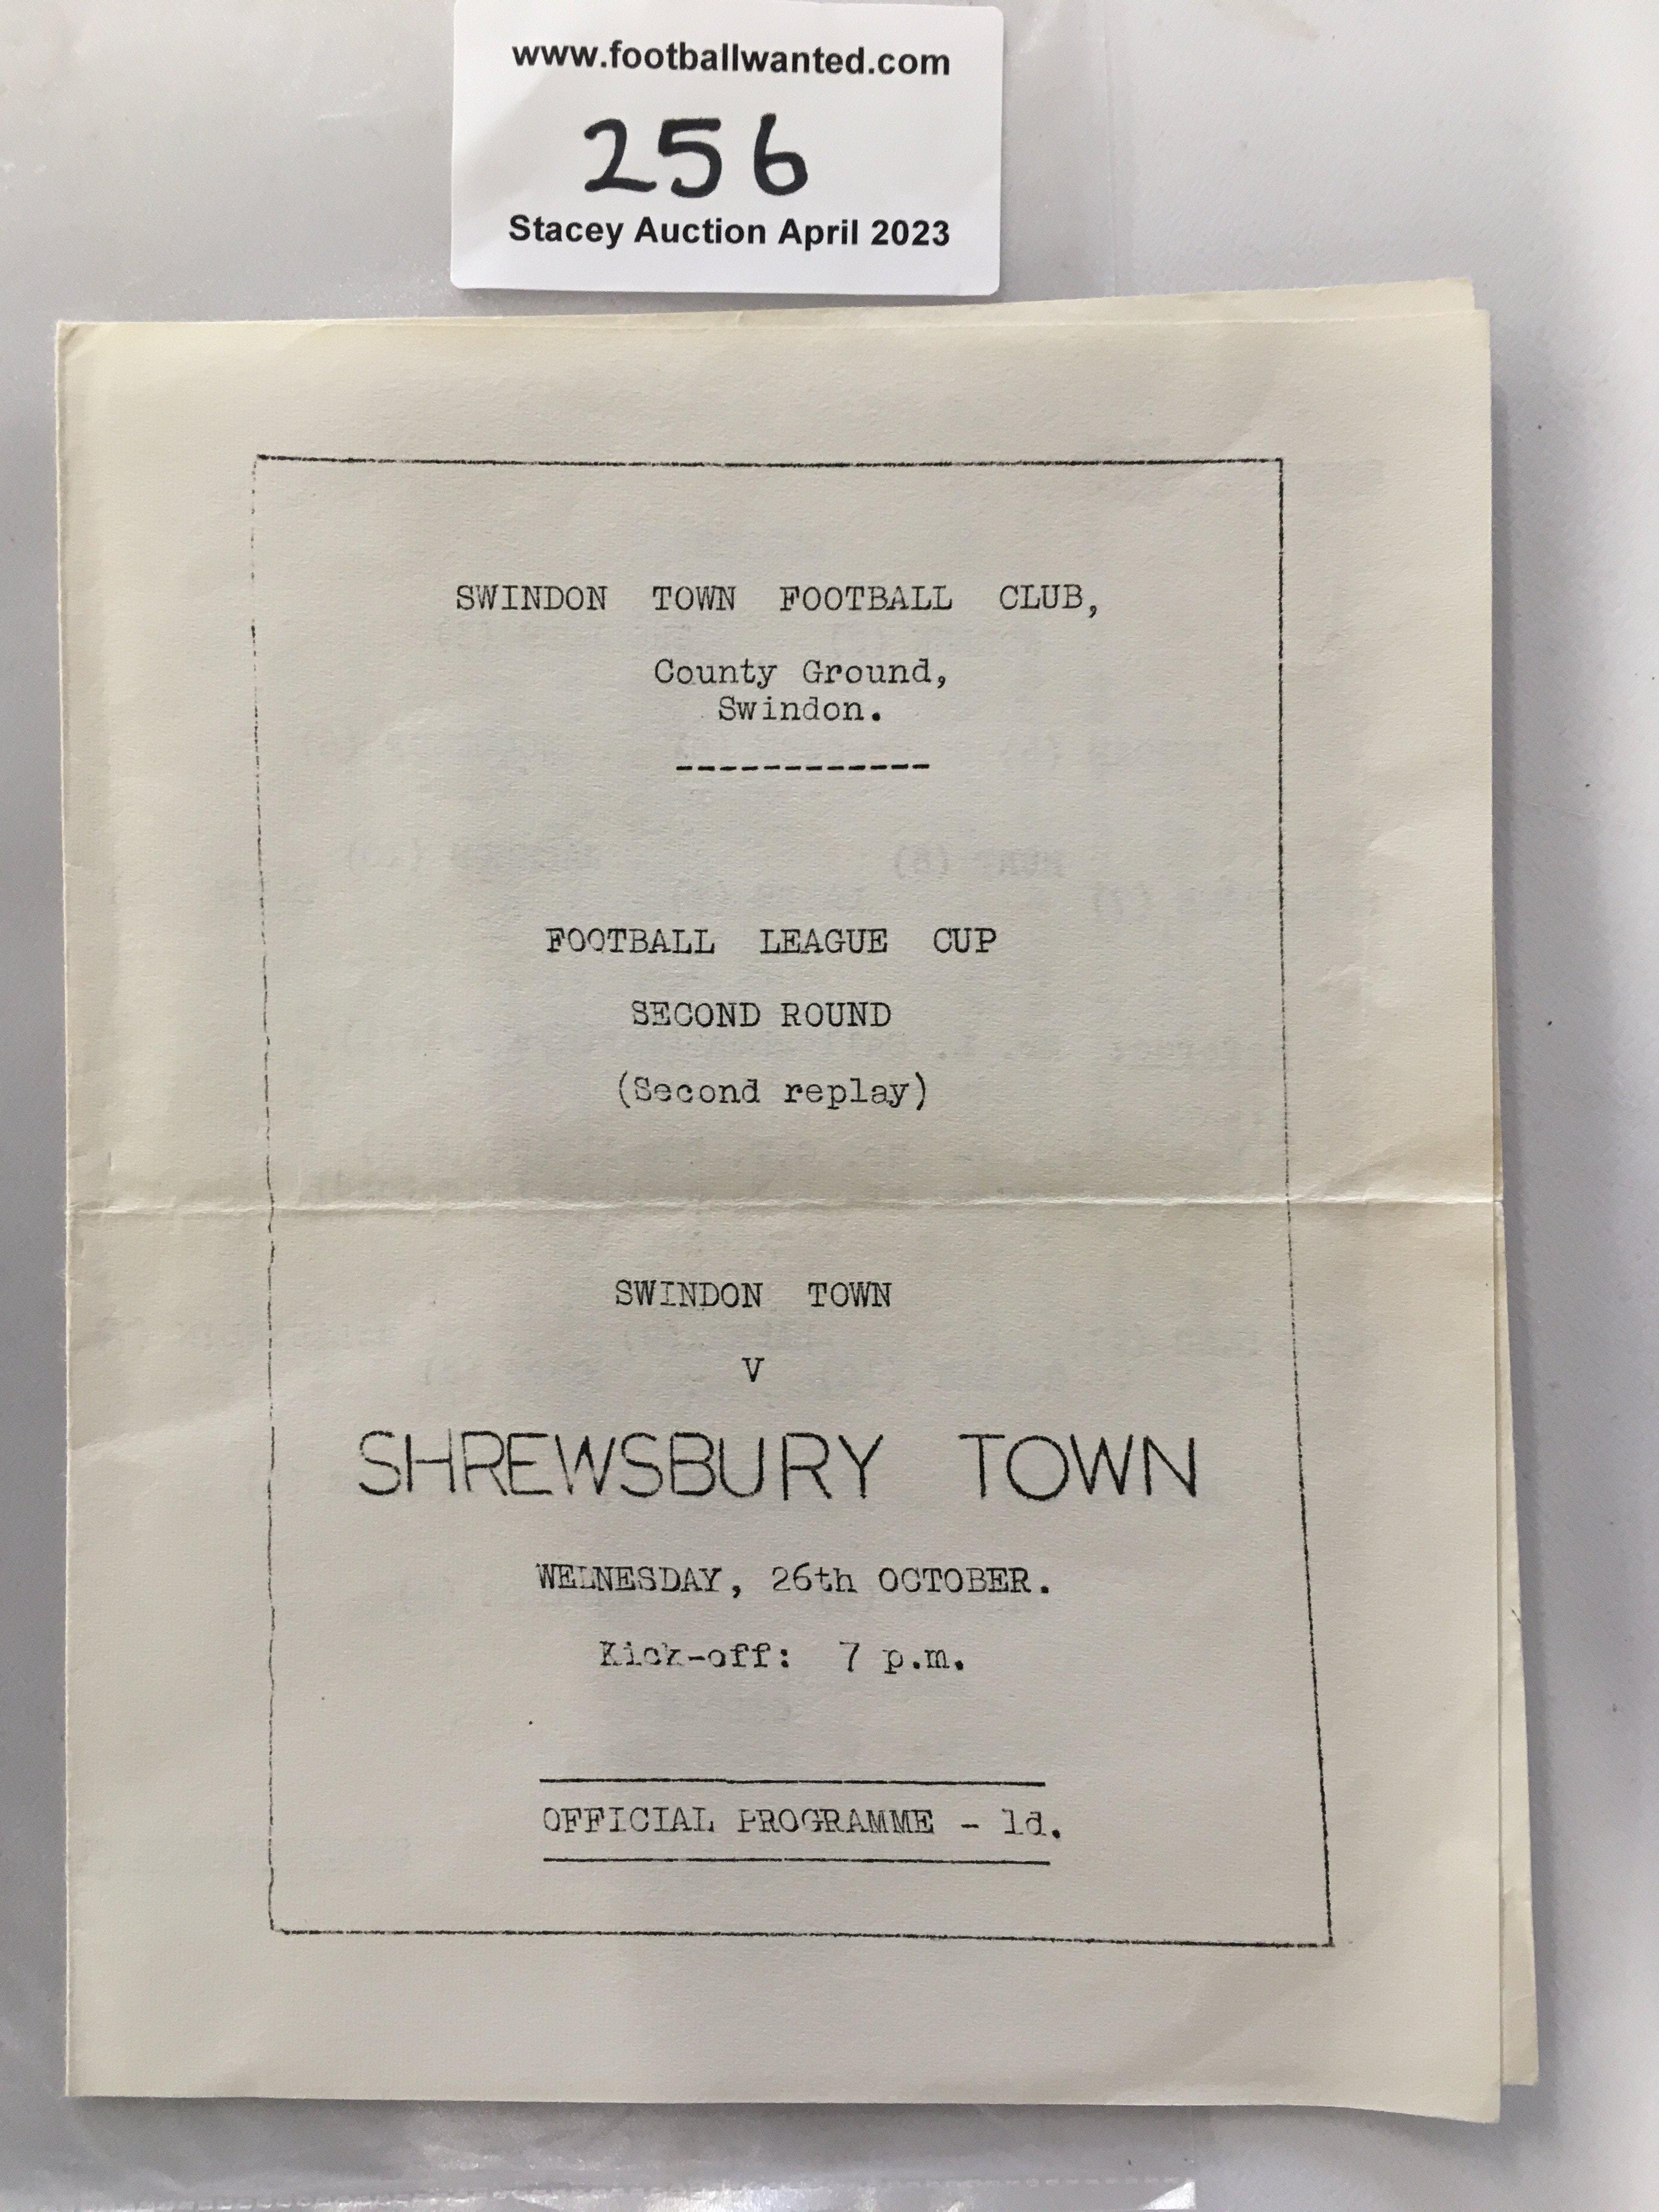 www.footballwanted.com
256
Stacey Auction April 2023
SWINDON TOWN FOOTBALL CLUB,
County Ground,
Swindon.
------------
FOOTBALL LEAGUE CUP
SECOND ROUND
(Second replay)
SWINDON TOWN
V
SHREWSBURY TOWN
WEDNESDAY, 26th OCTOBER.
Kick-off: 7 p.m.
OFFICIAL PROGRAMME - 1d.